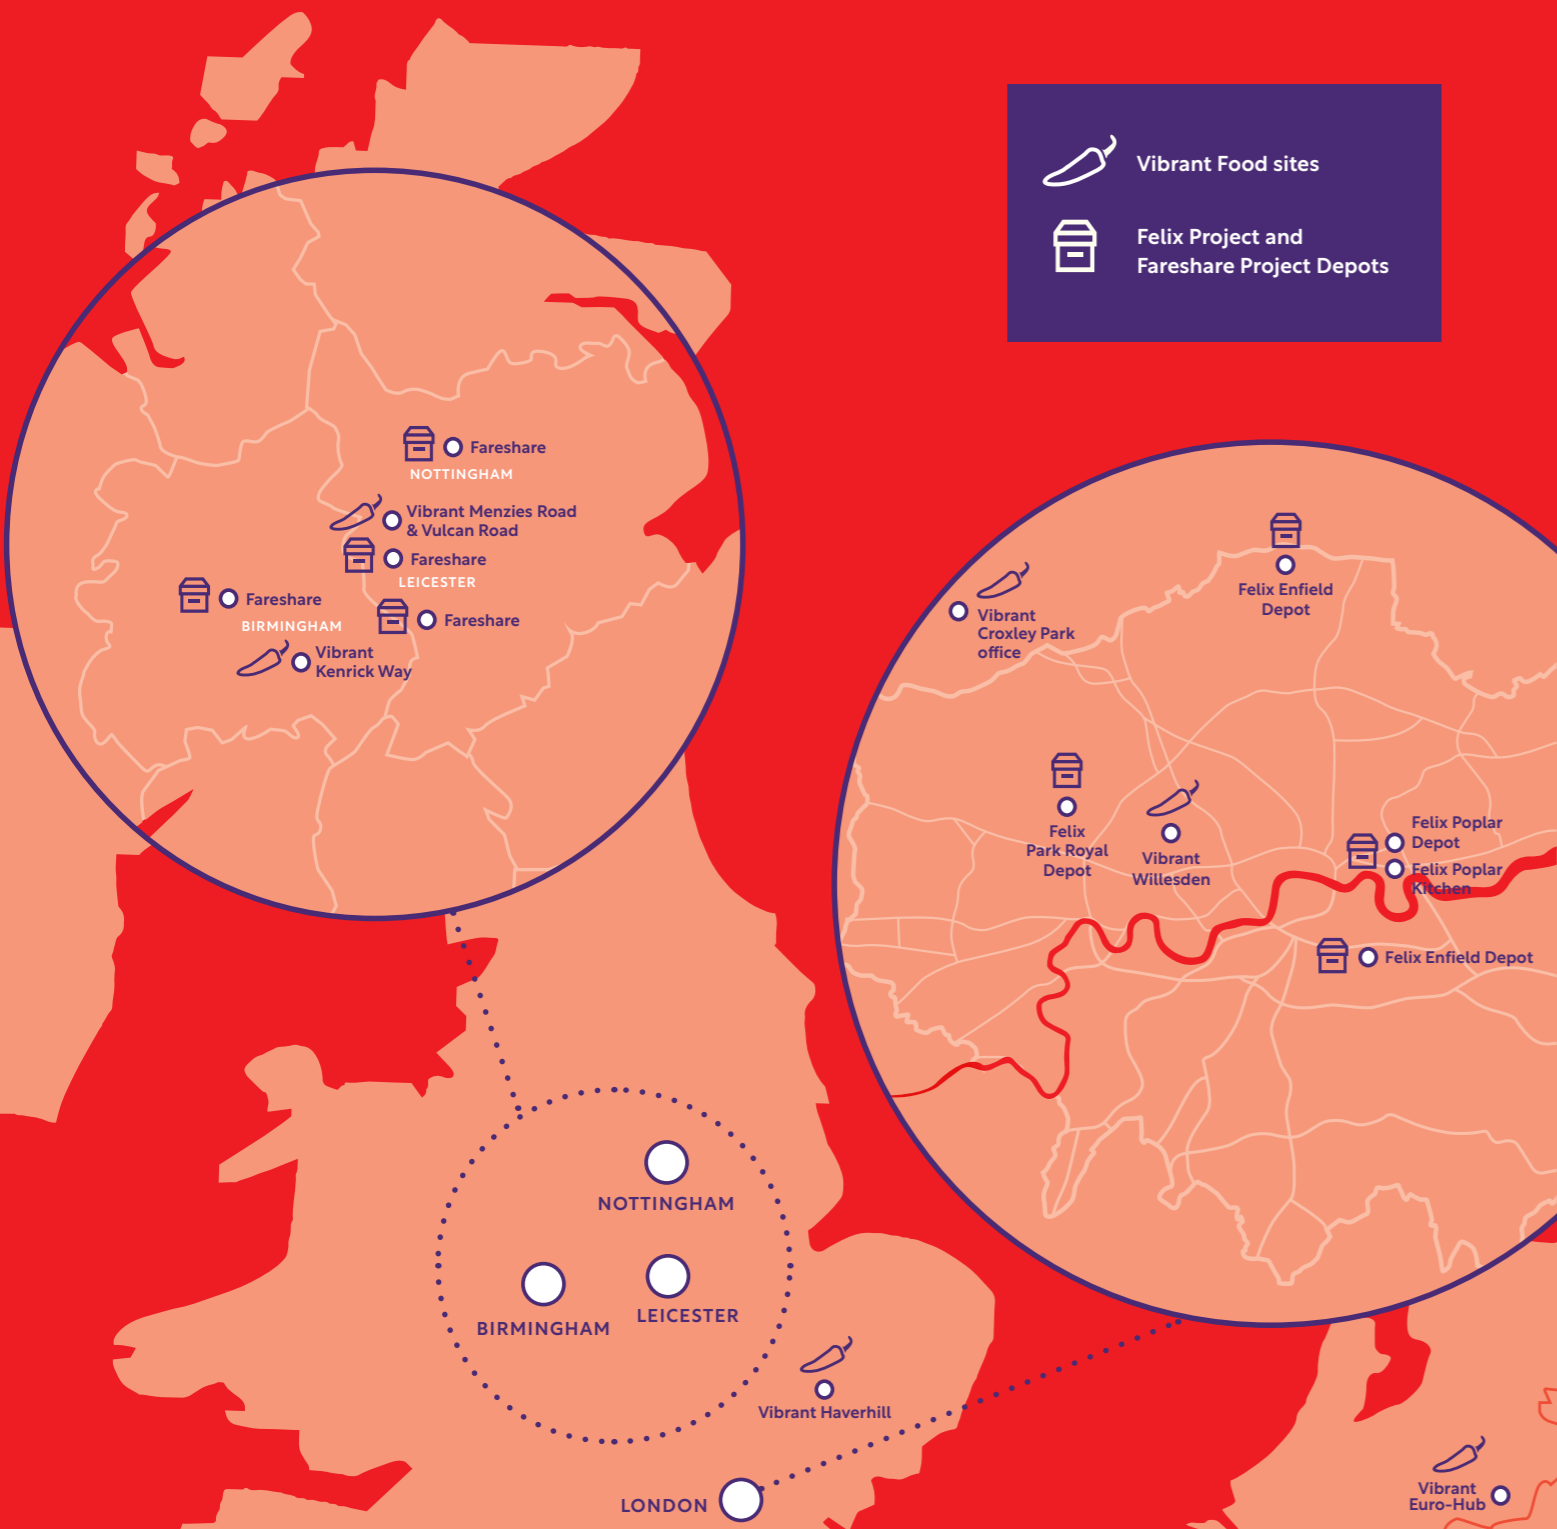 Vibrant Food sites
Felix Project and
Fareshare Project Depots
Fareshare
NOTTINGHAM
Vibrant Menzies Road
& Vulcan Road
Fareshare
LEICESTER
Fareshare
BIRMINGHAM
Fareshare
Vibrant
Kenrick Way
Felix Enfield
Depot
Vibrant
Croxley Park
office
Felix
Park Royal
Depot
Vibrant
Willesden
Felix Poplar
Depot
Felix Poplar
Kitchen
Felix Enfield Depot
NOTTINGHAM
LEICESTER
BIRMINGHAM
Vibrant Haverhill
LONDON
Vibrant
Euro-Hub